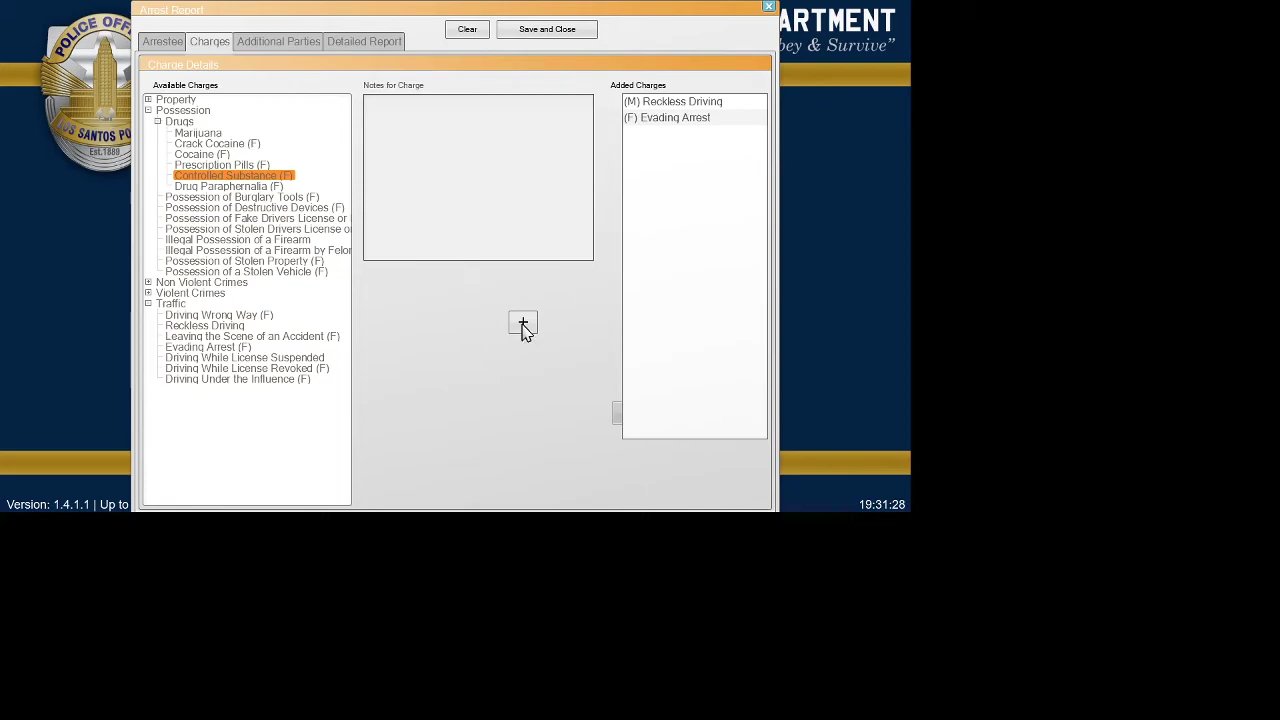 Arrest Report
ARTMENT
bey & Survive”
Clear
Save and Close
Arrestee
Charges
Additional Parties
Detailed Report
Charge Details
Available Charges
Notes for Charge
Added Charges
Property
Possession
Drugs
Marijuana
Crack Cocaine (F)
Cocaine (F)
Prescription Pills (F)
Controlled Substance (F)
Drug Paraphernalia (F)
Possession of Burglary Tools (F)
Possession of Destructive Devices (F)
Possession of Fake Drivers License or
Possession of Stolen Drivers License or
Illegal Possession of a Firearm
Illegal Possession of a Firearm by Felon
Possession of Stolen Property (F)
Possession of a Stolen Vehicle (F)
Non Violent Crimes
Violent Crimes
Traffic
Driving Wrong Way (F)
Reckless Driving
Leaving the Scene of an Accident (F)
Evading Arrest (F)
Driving While License Suspended
Driving While License Revoked (F)
Driving Under the Influence (F)
+
(M) Reckless Driving
(F) Evading Arrest
POLICE OFFI
LOS SANTOS PO
EST.1889
Version: 1.4.1.1 | Up to
19:31:28